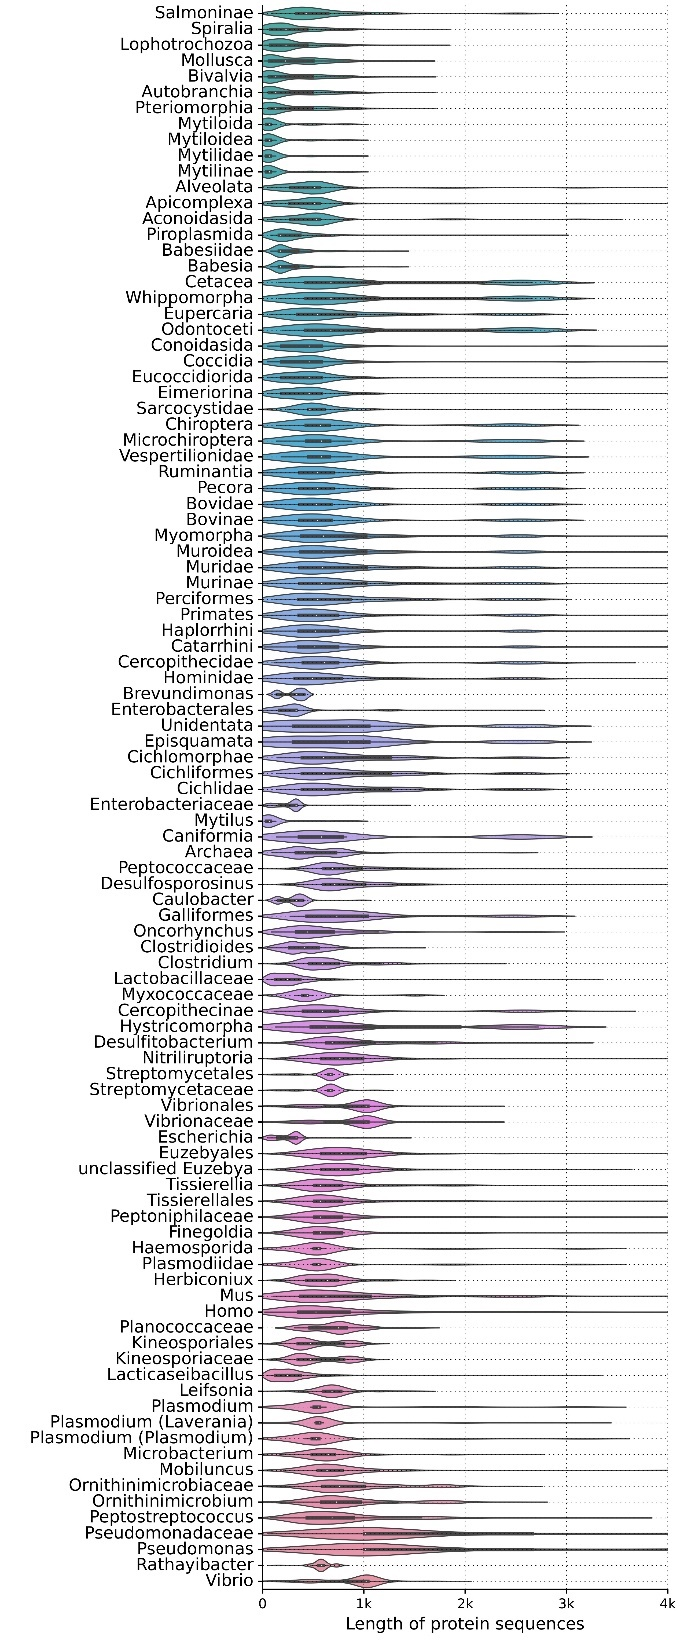 Salmoninae
Spiralia
Lophotrochozoa
Mollusca
Bivalvia
Autobranchia
Pteriomorphia
Mytiloida
Mytiloidea
Mytilidae
Mytilinae
Alveolata
Apicomplexa
Aconoidasida
Piroplasmida
Babesiidae
Babesia
Cetacea
Whippomorpha
Eupercaria
Odontoceti
Conoidasida
Coccidia
Eucoccidiorida
Eimeriorina
Sarcocystidae
Chiroptera
Microchiroptera
Vespertilionidae
Ruminantia
Pecora
Bovidae
Bovinae
Myomorpha
Muroidea
Muridae
Murinae
Perciformes
Primates
Haplorrhini
Catarrhini
Cercopithecidae
Hominidae
Brevundimonas
Enterobacterales
Unidentata
Episquamata
Cichlomorphae
Cichliformes
Cichlidae
Enterobacteriaceae
Mytilus
Caniformia
Archaea
Peptococcaceae
Desulfosporosinus
Caulobacter
Galliformes
Oncorhynchus
Clostridioides
Clostridium
Lactobacillaceae
Myxococcaceae
Cercopithecinae
Hystricomorpha
Desulfitobacterium
Nitriliruptoria
Streptomycetales
Streptomycetaceae
Vibrionales
Vibrionaceae
Escherichia
Euzebyales
unclassified Euzebya
Tissierellia
Tissierellales
Peptoniphilaceae
Finegoldia
Haemosporida
Plasmodiidae
Herbiconiux
Mus
Homo
Planococcaceae
Kineosporiales
Kineosporiaceae
Lacticaseibacillus
Leifsonia
Plasmodium
Plasmodium (Laverania)
Plasmodium (Plasmodium)
Microbacterium
Mobiluncus
Ornithinimicrobiaceae
Ornithinimicrobium
Peptostreptococcus
Pseudomonadaceae
Pseudomonas
Rathayibacter
Vibrio
0 1k 2k 3k 4k
Length of protein sequences